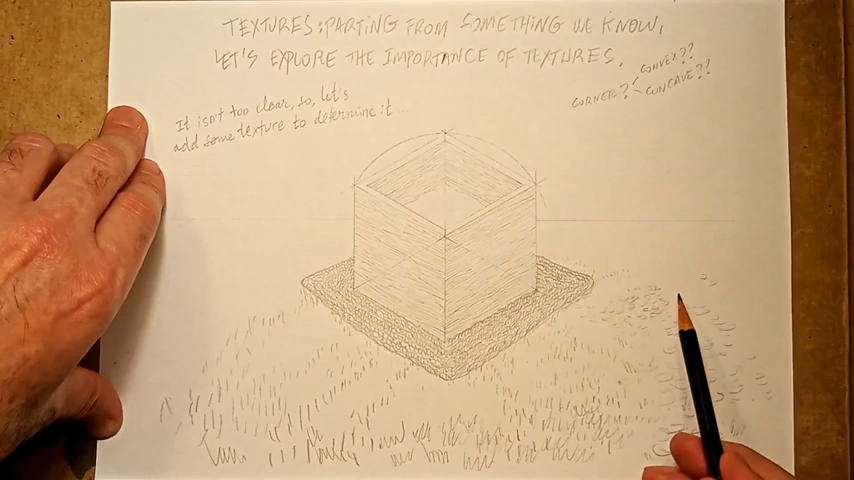 TEXTURES: PARTING FROM SOMETHING WE KNOW,
LET'S EXPLORE THE IMPORTANCE OF TEXTURES.
It isn't too clear, so, let's
add some texture to determine it...
CORNER?
CONVEX??
CONCAVE??